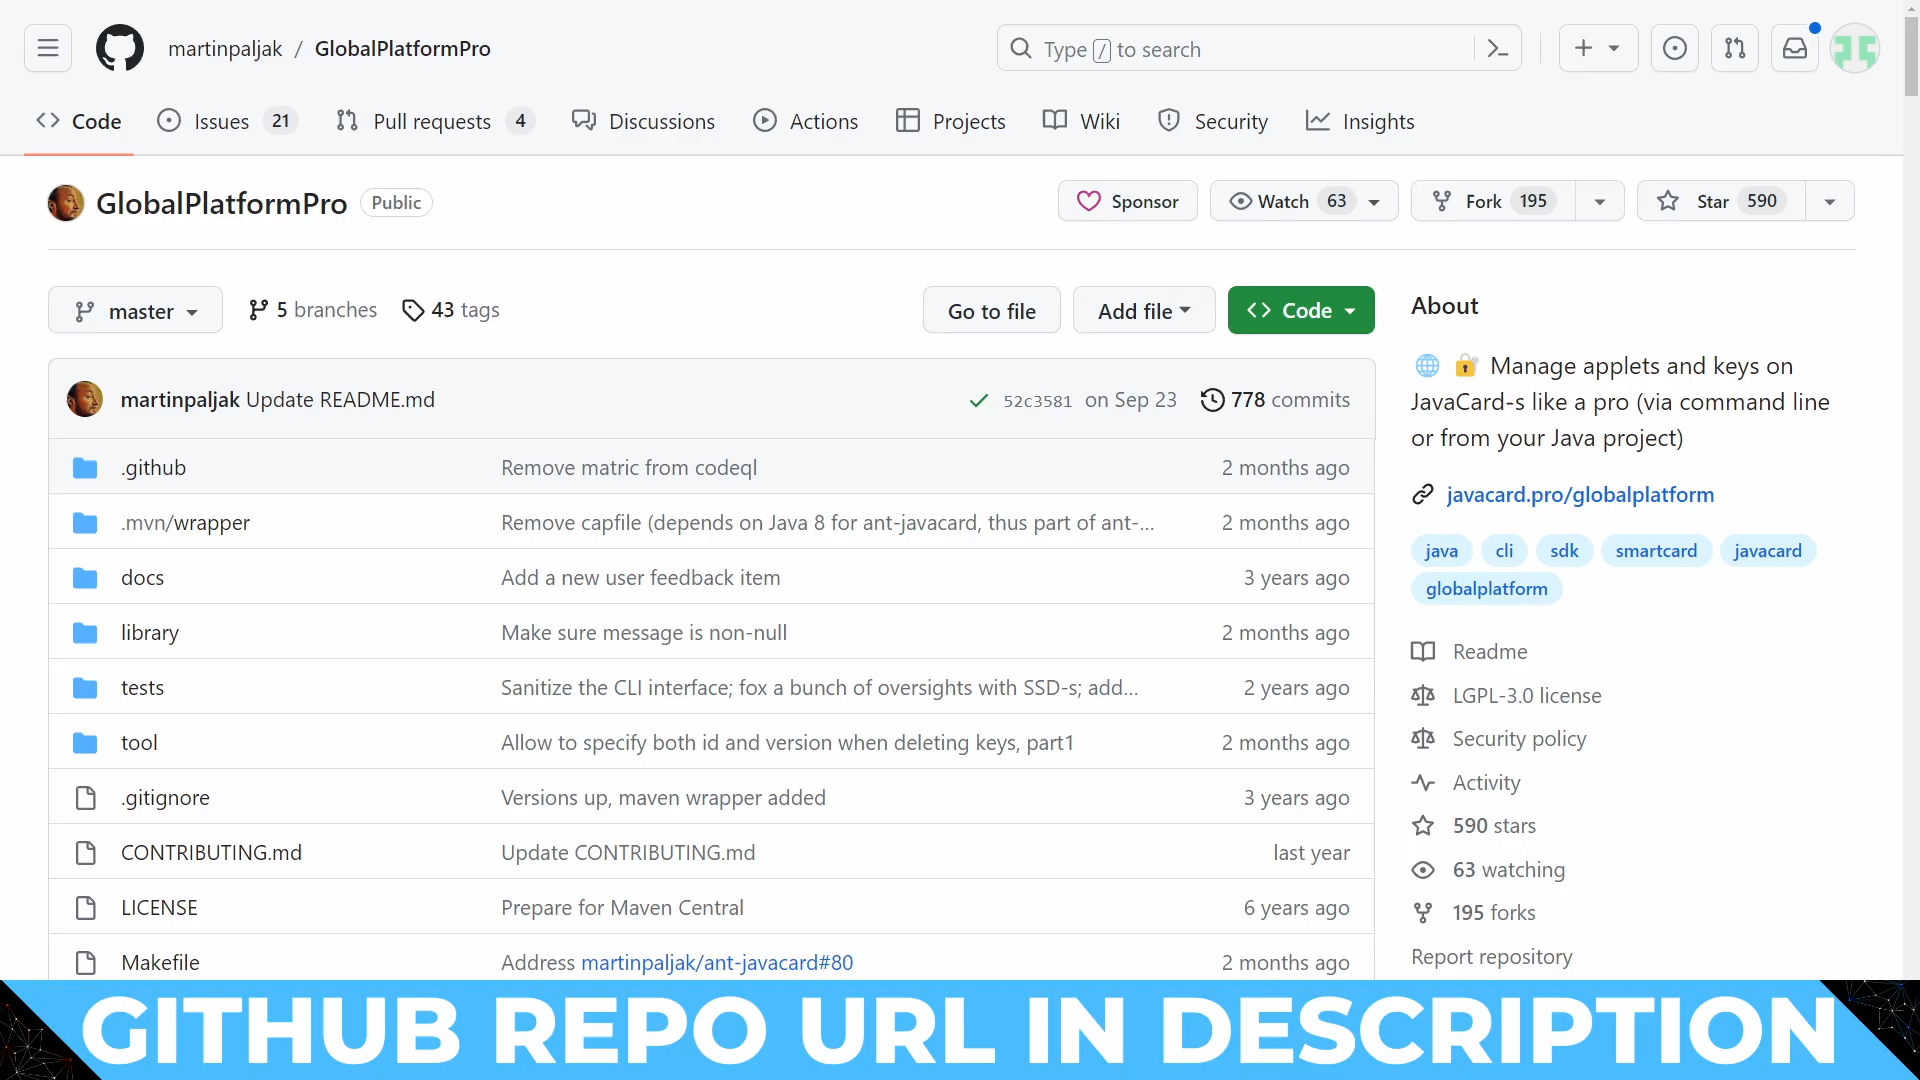 martinpaljak / GlobalPlatformPro
Type / to search
Code
Issues 21
Pull requests 4
Discussions
Actions
Projects
Wiki
Security
Insights
GlobalPlatformPro Public
Sponsor
Watch 63
Fork 195
Star 590
master
5 branches
43 tags
Go to file
Add file
Code
martinpaljak Update README.md 52c3581 on Sep 23 778 commits
.github Remove matric from codeql 2 months ago
.mvn/wrapper Remove capfile (depends on Java 8 for ant-javacard, thus part of ant-... 2 months ago
docs Add a new user feedback item 3 years ago
library Make sure message is non-null 2 months ago
tests Sanitize the CLI interface; fox a bunch of oversights with SSD-s; add... 2 years ago
tool Allow to specify both id and version when deleting keys, part1 2 months ago
.gitignore Versions up, maven wrapper added 3 years ago
CONTRIBUTING.md Update CONTRIBUTING.md last year
LICENSE Prepare for Maven Central 6 years ago
Makefile Address martinpaljak/ant-javacard#80 2 months ago
About
Manage applets and keys on
JavaCard-s like a pro (via command line
or from your Java project)
javacard.pro/globalplatform
java cli sdk smartcard javacard
globalplatform
Readme
LGPL-3.0 license
Security policy
Activity
590 stars
63 watching
195 forks
Report repository
GITHUB REPO URL IN DESCRIPTION